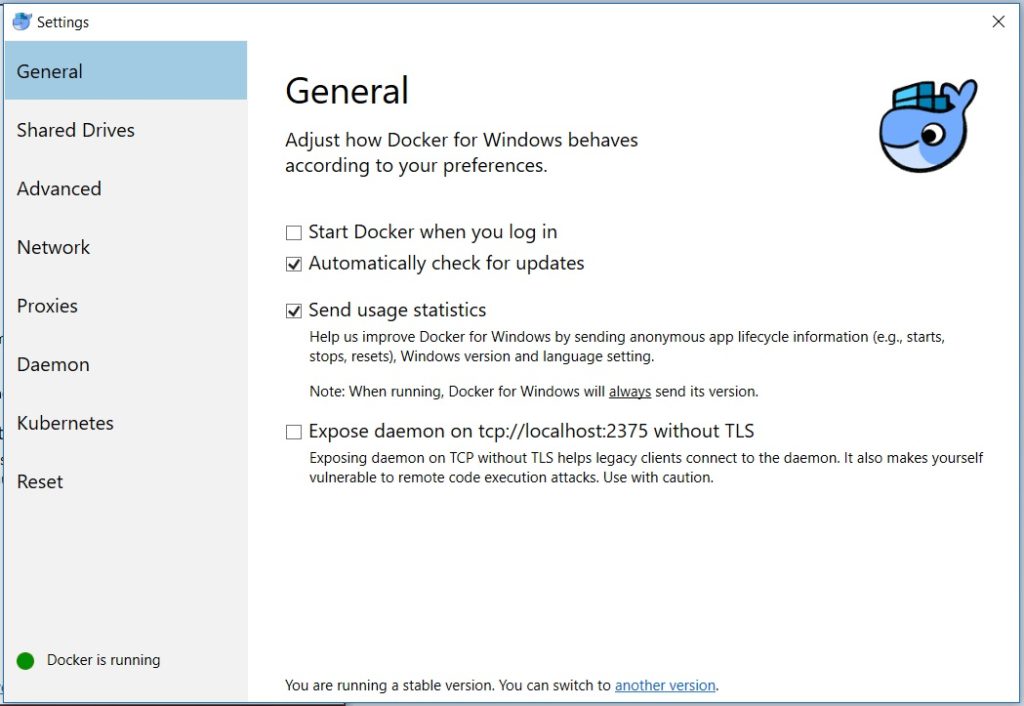 Settings
General
Shared Drives
Advanced
Network
Proxies
Daemon
Kubernetes
Reset
Docker is running
General
Adjust how Docker for Windows behaves
according to your preferences.
Start Docker when you log in
Automatically check for updates
Send usage statistics
Help us improve Docker for Windows by sending anonymous app lifecycle information (e.g., starts,
stops, resets), Windows version and language setting.
Note: When running, Docker for Windows will always send its version.
Expose daemon on tcp://localhost:2375 without TLS
Exposing daemon on TCP without TLS helps legacy clients connect to the daemon. It also makes yourself
vulnerable to remote code execution attacks. Use with caution.
You are running a stable version. You can switch to another version.